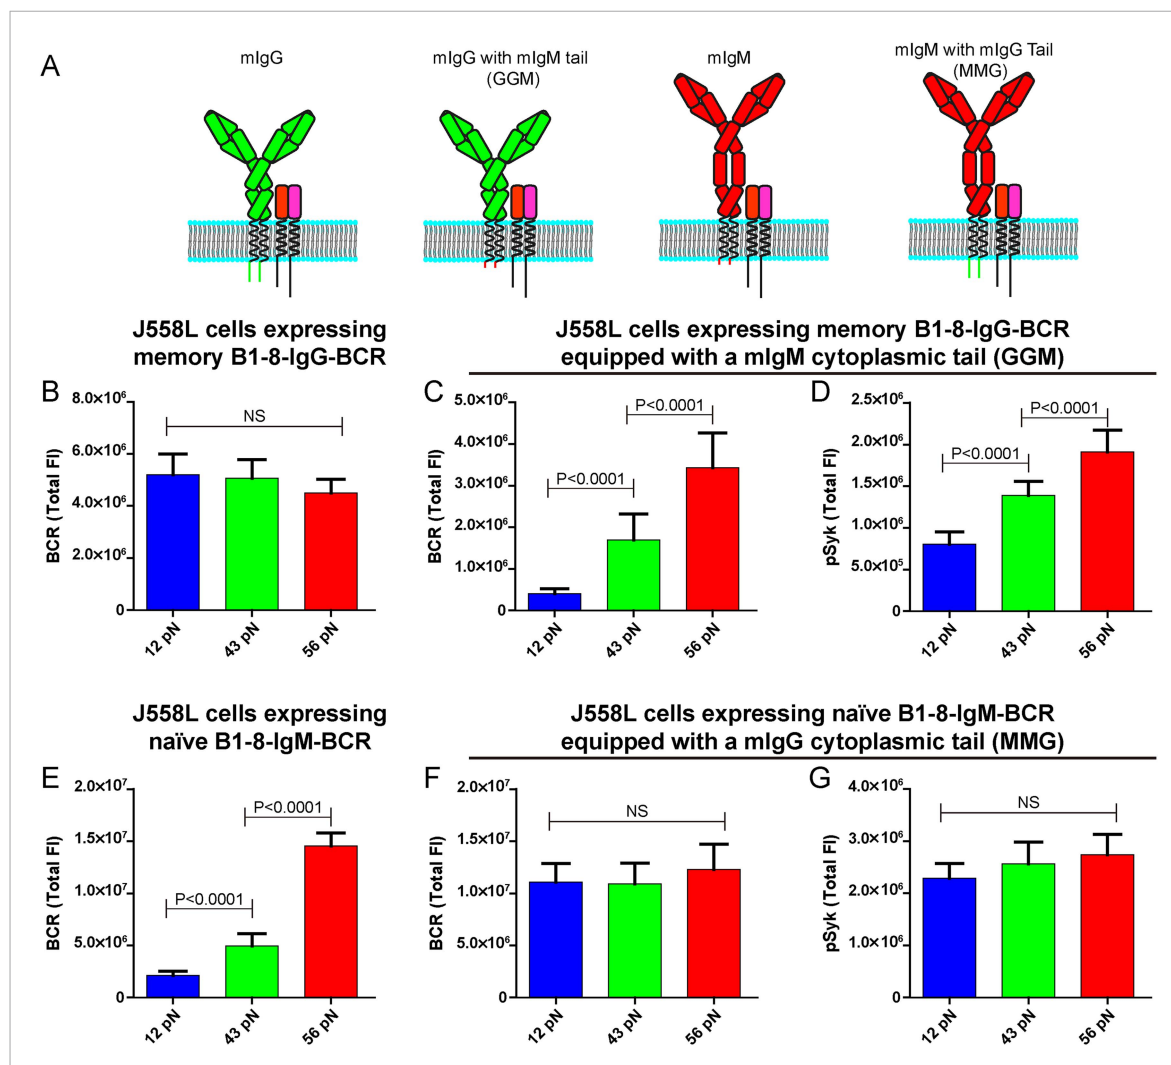 A
mIgG
mIgG with mIgM tail
(GGM)
mIgM
mIgM with mIgG Tail
(MMG)
J558L cells expressing
memory B1-8-IgG-BCR
J558L cells expressing memory B1-8-IgG-BCR
equipped with a mIgM cytoplasmic tail (GGM)
B
BCR (Total FI)
8.0×10⁶
6.0×10⁶
4.0×10⁶
2.0×10⁶
0
NS
12 pN
43 pN
56 pN
C
BCR (Total FI)
5.0×10⁶
4.0×10⁶
3.0×10⁶
2.0×10⁶
1.0×10⁶
0
P<0.0001
P<0.0001
12 pN
43 pN
56 pN
D
pSyk (Total FI)
2.5×10⁶
2.0×10⁶
1.5×10⁶
1.0×10⁶
5.0×10⁵
0
P<0.0001
P<0.0001
12 pN
43 pN
56 pN
J558L cells expressing
naïve B1-8-IgM-BCR
J558L cells expressing naïve B1-8-IgM-BCR
equipped with a mIgG cytoplasmic tail (MMG)
E
BCR (Total FI)
2.0×10⁷
1.5×10⁷
1.0×10⁷
5.0×10⁶
0
P<0.0001
P<0.0001
12 pN
43 pN
56 pN
F
BCR (Total FI)
2.0×10⁷
1.5×10⁷
1.0×10⁷
5.0×10⁶
0
NS
12 pN
43 pN
56 pN
G
pSyk (Total FI)
4.0×10⁶
3.0×10⁶
2.0×10⁶
1.0×10⁶
0
NS
12 pN
43 pN
56 pN